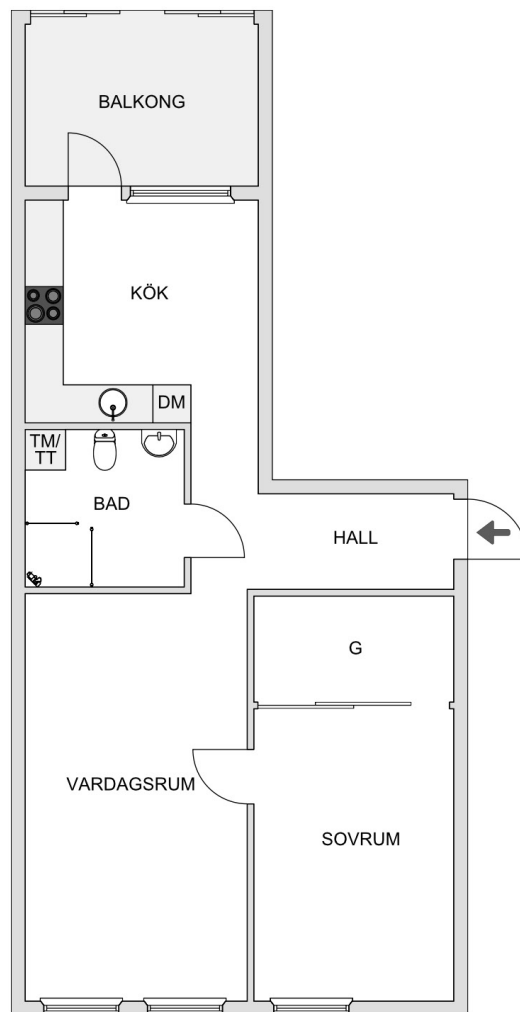 BALKONG
KÖK
DM
TM/
TT
BAD
HALL
G
VARDAGSRUM
SOVRUM